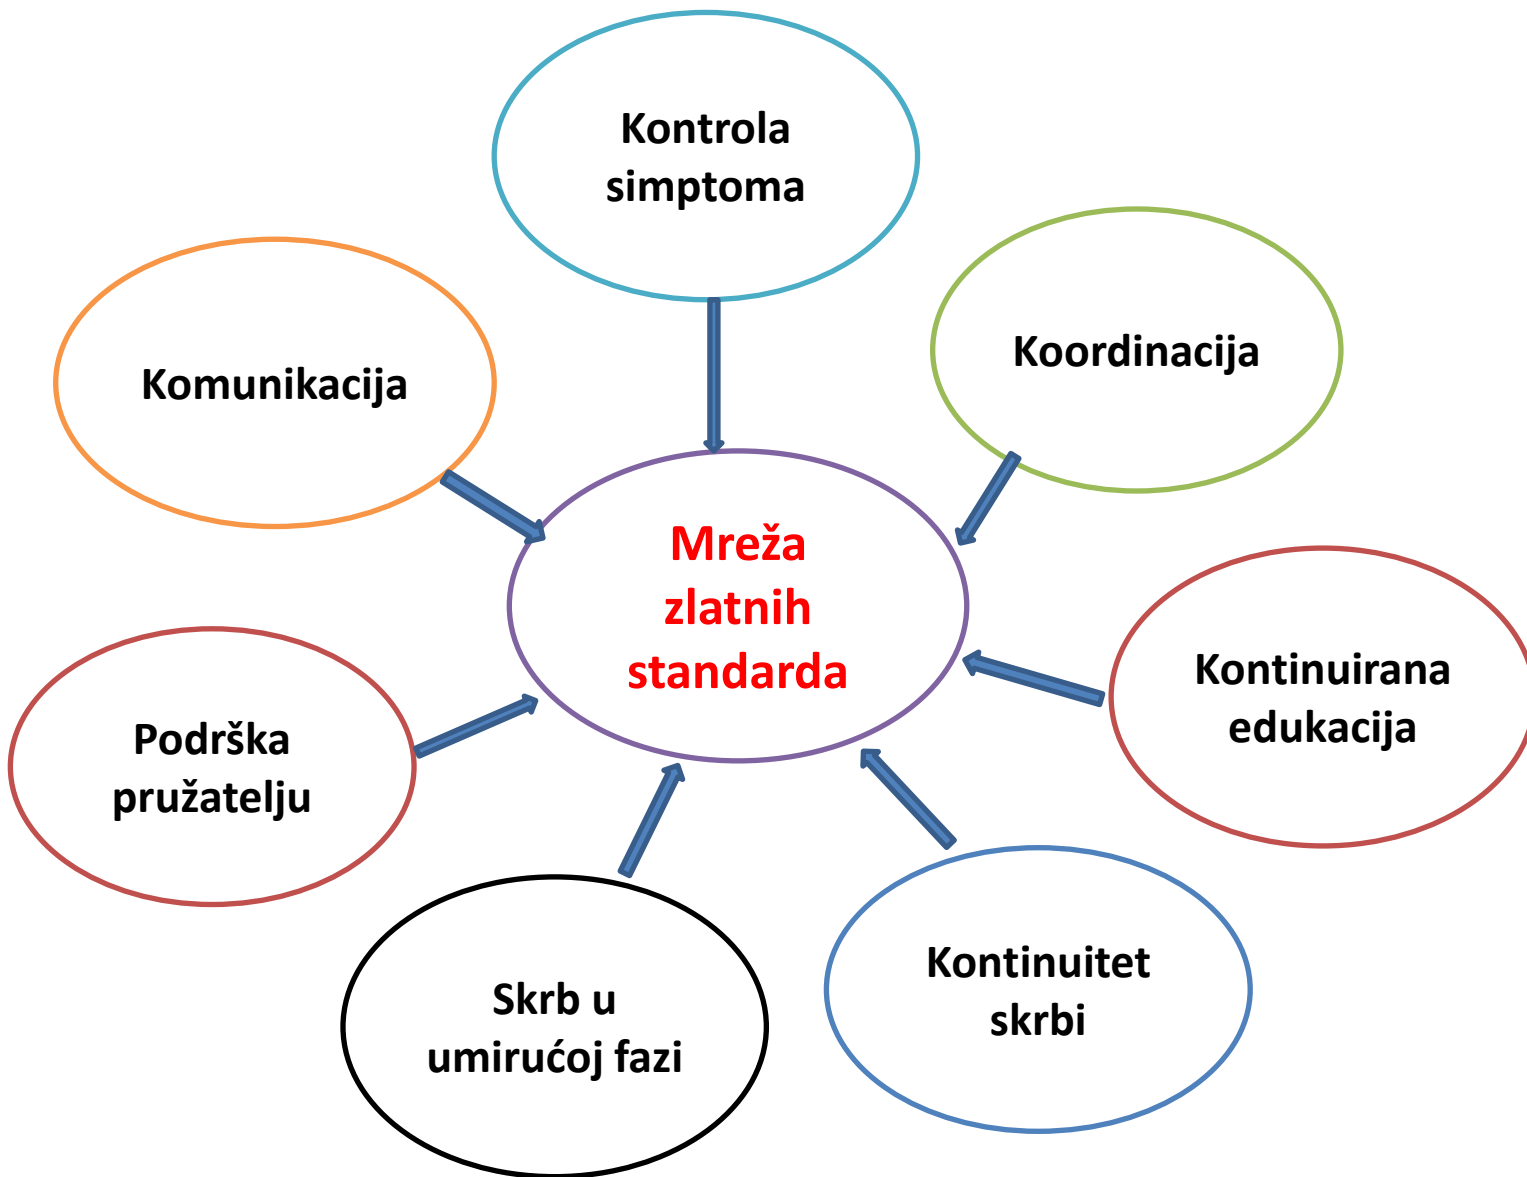 Kontrola
simptoma
Koordinacija
Komunikacija
Mreža
zlatnih
standarda
Kontinuirana
edukacija
Podrška
pružatelju
Kontinuitet
skrbi
Skrb u
umirućoj fazi